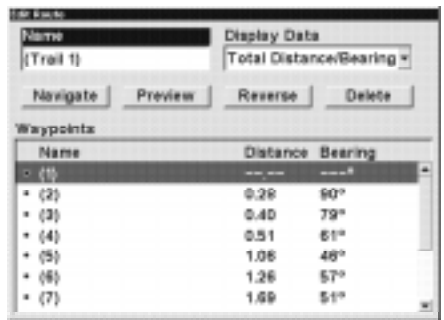 Edit Route
Name Display Data
(Trail 1) Total Distance/Bearing
Navigate Preview Reverse Delete
Waypoints
Name Distance Bearing
(1) --.-- ---°
(2) 0.28 90°
(3) 0.40 79°
(4) 0.51 61°
(5) 1.06 46°
(6) 1.26 57°
(7) 1.69 51°